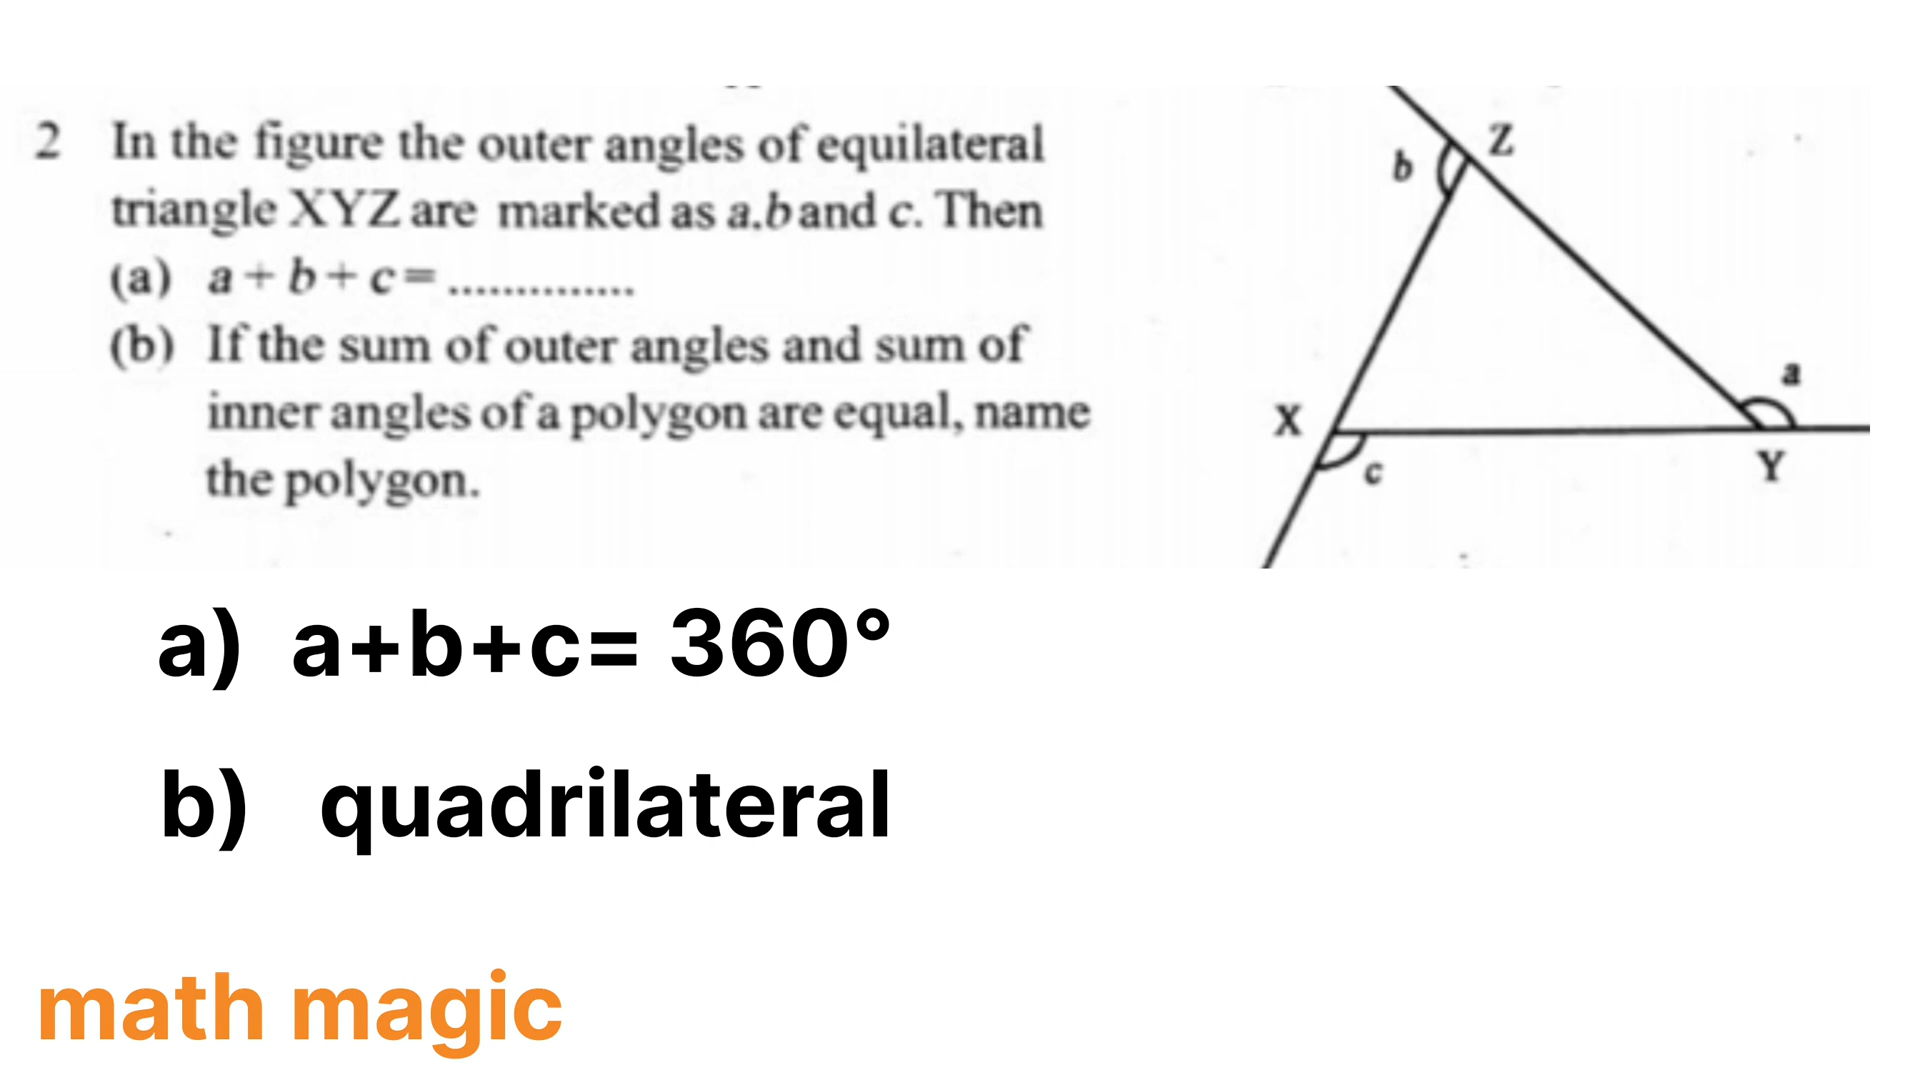 2 In the figure the outer angles of equilateral
triangle XYZ are marked as a.b and c. Then
(a) a + b + c = ..............
(b) If the sum of outer angles and sum of
inner angles of a polygon are equal, name
the polygon.
Z
b
a
X
c
Y
a) a+b+c= 360°
b) quadrilateral
math magic